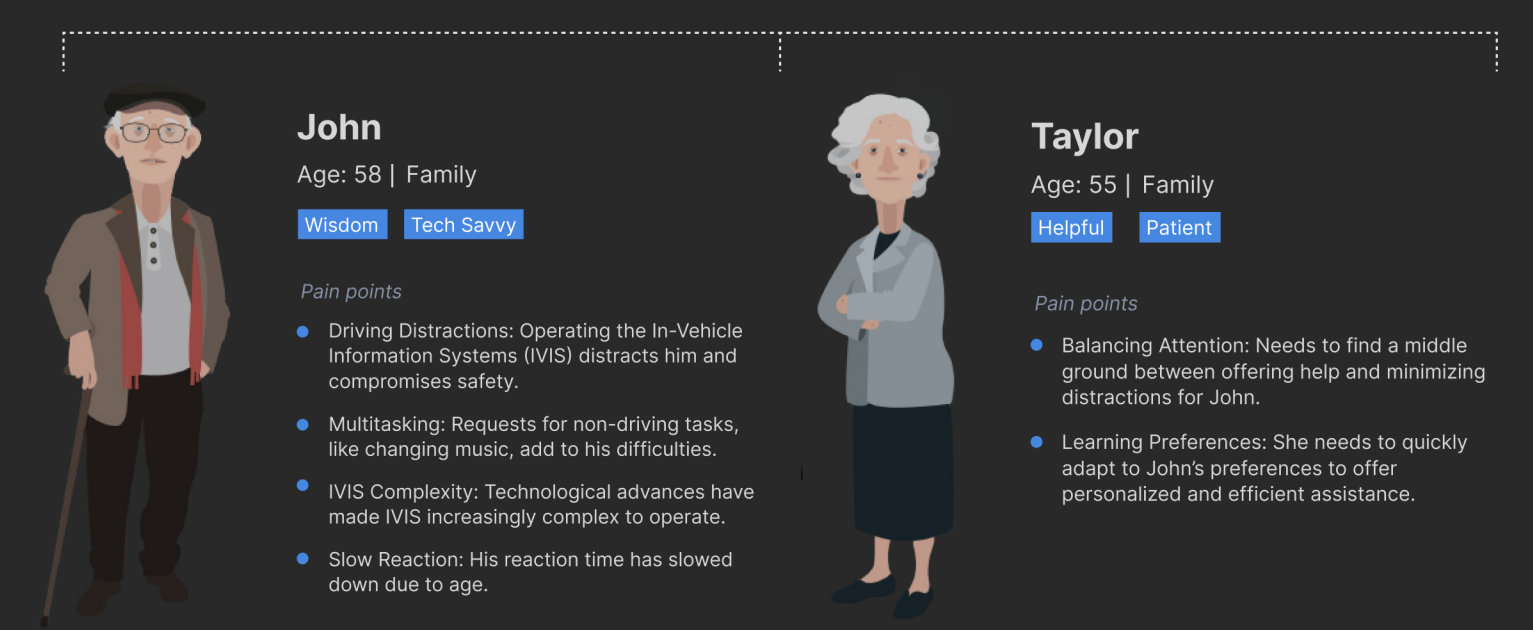 John
Age: 58 | Family
Wisdom Tech Savvy
Pain points
Driving Distractions: Operating the In-Vehicle
Information Systems (IVIS) distracts him and
compromises safety.
Multitasking: Requests for non-driving tasks,
like changing music, add to his difficulties.
IVIS Complexity: Technological advances have
made IVIS increasingly complex to operate.
Slow Reaction: His reaction time has slowed
down due to age.
Taylor
Age: 55 | Family
Helpful Patient
Pain points
Balancing Attention: Needs to find a middle
ground between offering help and minimizing
distractions for John.
Learning Preferences: She needs to quickly
adapt to John’s preferences to offer
personalized and efficient assistance.